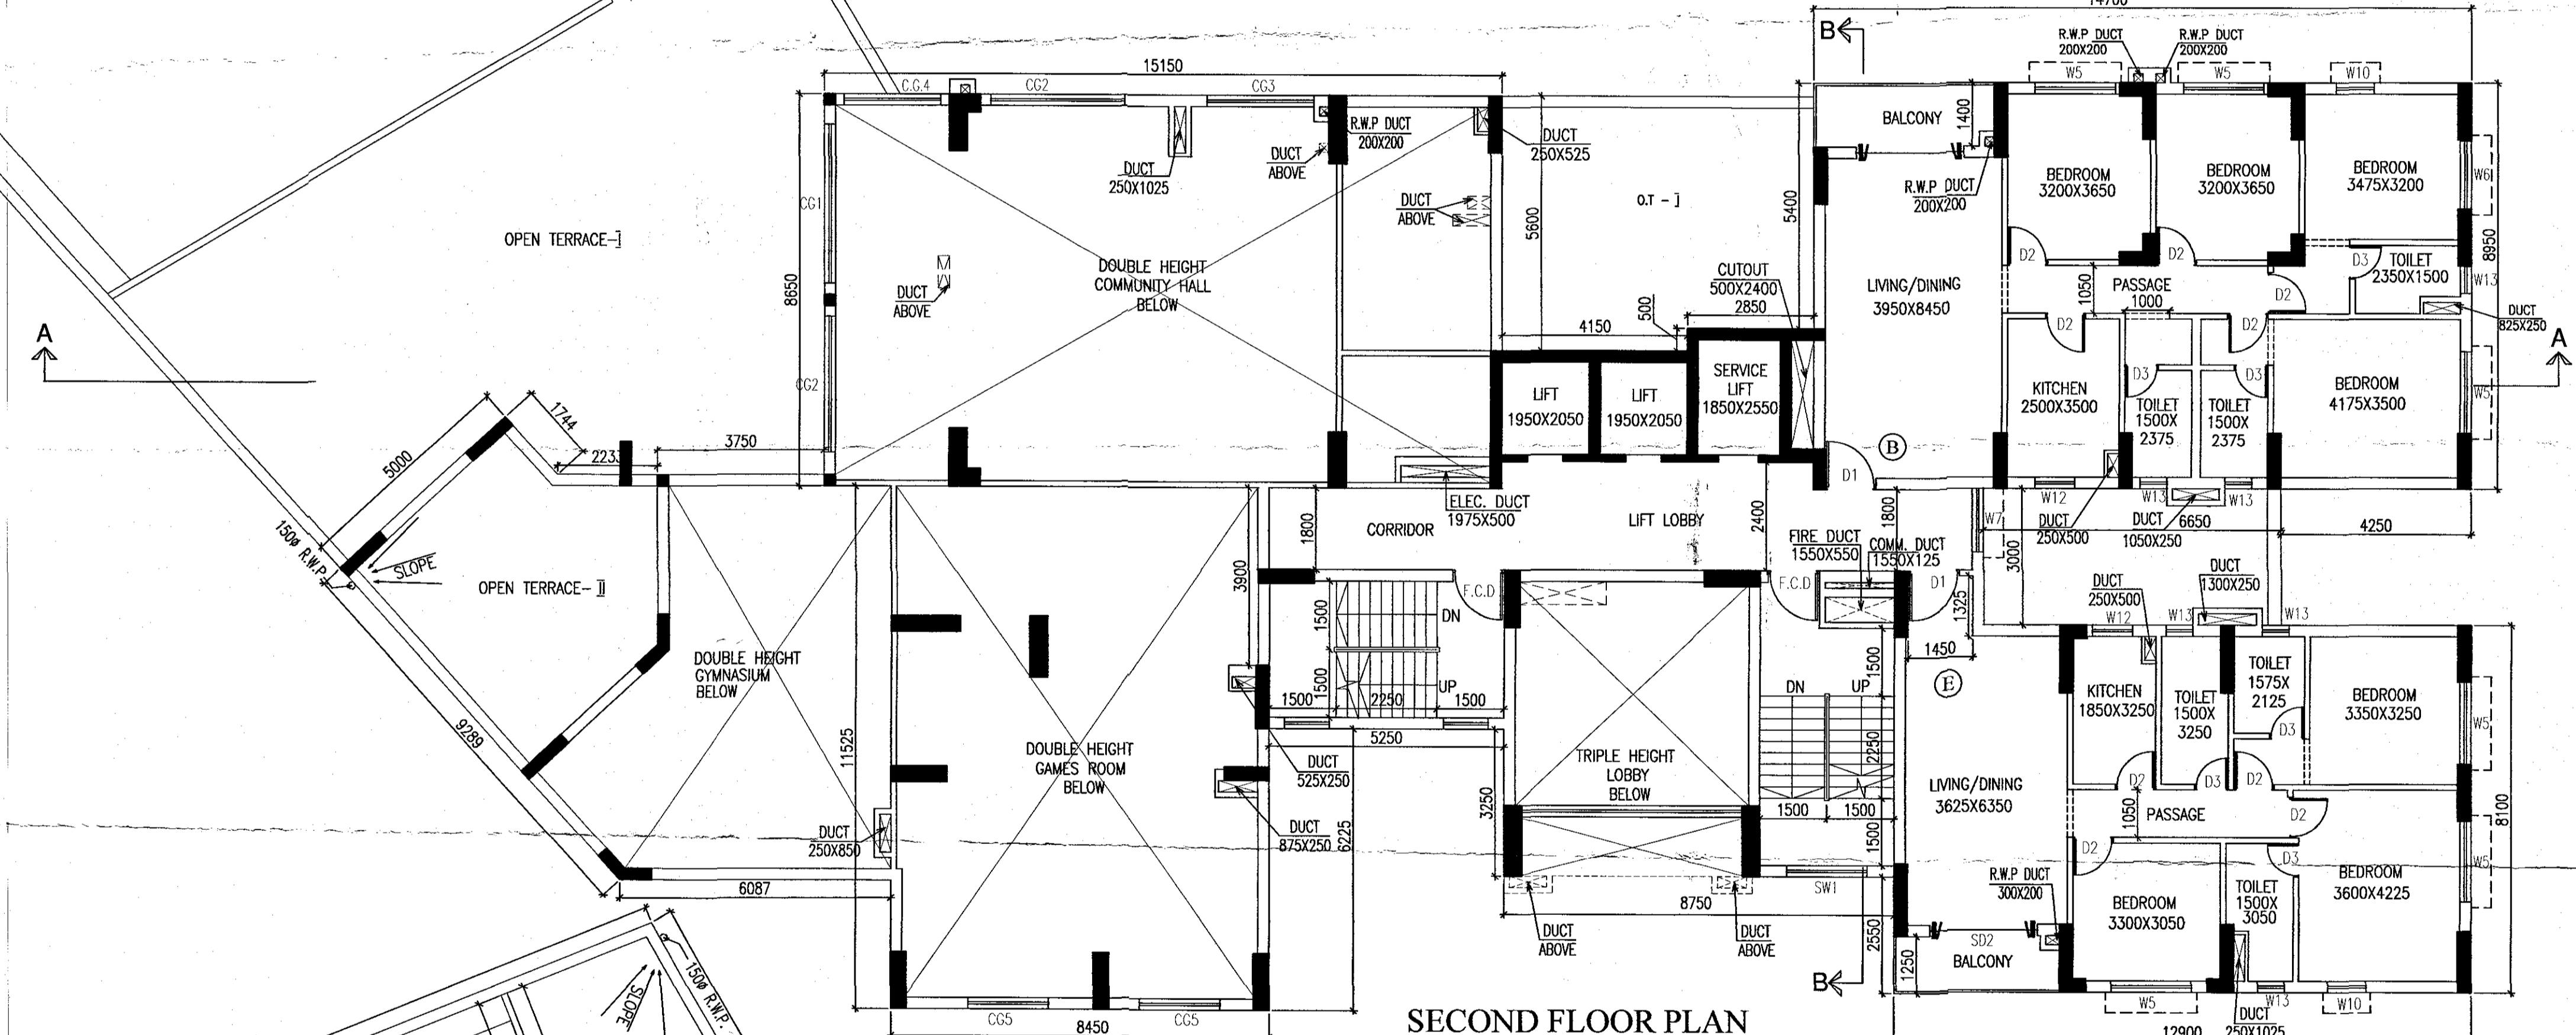 14700
B
R.W.P DUCT
200X200
R.W.P DUCT
200X200
W5
W5
W10
15150
C.G.4
CG2
CG3
R.W.P DUCT
200X200
DUCT
ABOVE
DUCT
250X1025
DUCT
250X525
DUCT
ABOVE
DUCT
ABOVE
CG1
CG2
8650
OPEN TERRACE-I
DOUBLE HEIGHT
COMMUNITY HALL
BELOW
O.T - I
5600
5400
500
4150
2850
CUTOUT
500X2400
BALCONY
1400
R.W.P DUCT
200X200
LIVING/DINING
3950X8450
BEDROOM
3200X3650
BEDROOM
3200X3650
BEDROOM
3475X3200
W6
8950
D2
D2
D3
TOILET
2350X1500
W13
PASSAGE
1050
1000
D2
DUCT
825X250
D2
D2
KITCHEN
2500X3500
D3
D3
TOILET
1500X
2375
TOILET
1500X
2375
BEDROOM
4175X3500
W5
A
A
LIFT
1950X2050
LIFT
1950X2050
SERVICE
LIFT
1850X2550
B
D1
W12
W13
W13
DUCT
250X500
DUCT
1050X250
6650
4250
W7
3000
1744
5000
2233
3750
150ø R.W.P.
SLOPE
OPEN TERRACE- II
9289
6087
DOUBLE HEIGHT
GYMNASIUM
BELOW
11525
DUCT
250X850
DOUBLE HEIGHT
GAMES ROOM
BELOW
3900
1800
CORRIDOR
ELEC. DUCT
1975X500
LIFT LOBBY
2400
1800
FIRE DUCT
1550X550
COMM. DUCT
1550X125
F.C.D
F.C.D
D1
1325
1450
E
DN
UP
1500
1500
1500
2250
1500
5250
DUCT
525X250
DUCT
875X250
6225
3250
TRIPLE HEIGHT
LOBBY
BELOW
DN
UP
1500
2250
1500
1500
1500
SW1
8750
DUCT
ABOVE
DUCT
ABOVE
2550
1250
DUCT
250X500
DUCT
1300X250
W12
W13
W13
KITCHEN
1850X3250
TOILET
1500X
3250
TOILET
1575X
2125
D3
BEDROOM
3350X3250
W5
D2
D3
D2
LIVING/DINING
3625X6350
1050
PASSAGE
D2
8100
D2
D3
W5
R.W.P DUCT
300X200
BEDROOM
3300X3050
TOILET
1500X
3050
BEDROOM
3600X4225
SD2
BALCONY
W5
W13
W10
DUCT
250X1025
12900
B
CG5
CG5
8450
150ø R.W.P.
SLOPE
SECOND FLOOR PLAN